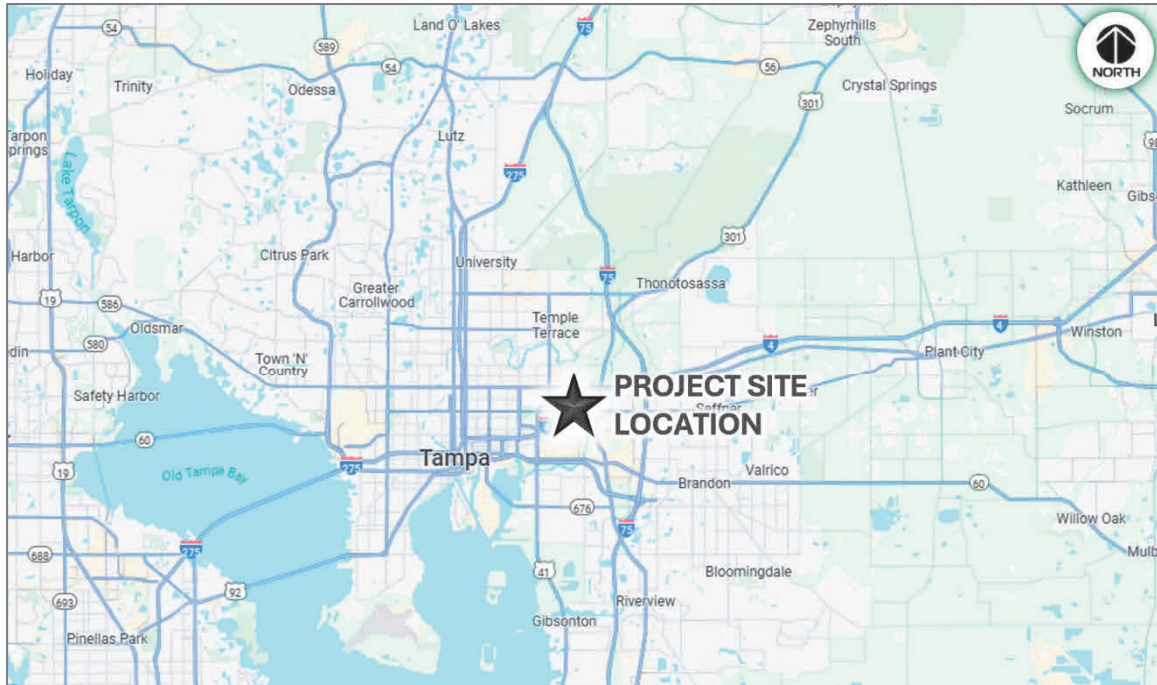 Land O' Lakes
75
Zephyrhills
South
54
589
NORTH
Holiday
Trinity
Odessa
54
56
Crystal Springs
301
Socrum
Lutz
Tarpon
Springs
Lake Tarpon
275
98
Kathleen
301
Harbor
Citrus Park
University
75
Thonotosassa
19
586
Greater
Carrollwood
Temple
Terrace
Oldsmar
580
4
4
Winston
Plant City
Town 'N'
Country
Safety Harbor
PROJECT SITE
LOCATION
60
Tampa
19
Old Tampa Bay
275
Valrico
Brandon
60
676
75
Willow Oak
688
275
41
Bloomingdale
92
693
Riverview
Gibsonton
Pinellas Park